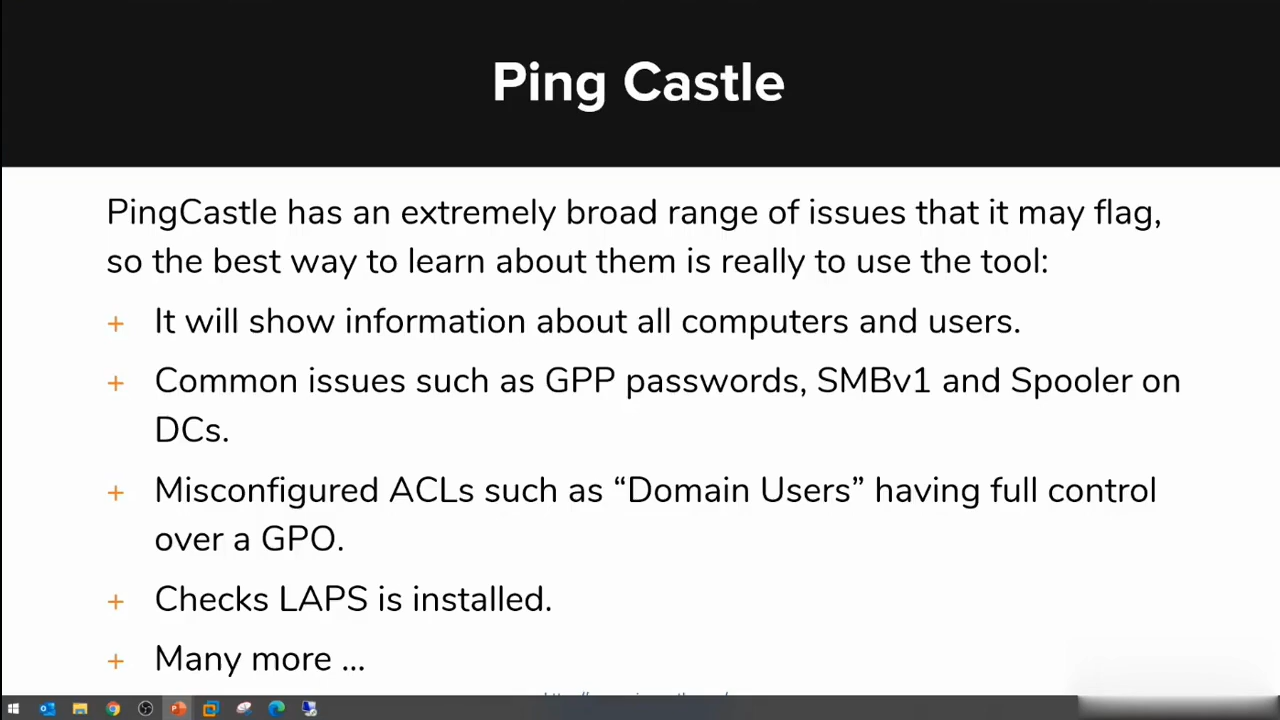 Ping Castle
PingCastle has an extremely broad range of issues that it may flag,
so the best way to learn about them is really to use the tool:
+ It will show information about all computers and users.
+ Common issues such as GPP passwords, SMBv1 and Spooler on
DCs.
+ Misconfigured ACLs such as “Domain Users” having full control
over a GPO.
+ Checks LAPS is installed.
+ Many more ...